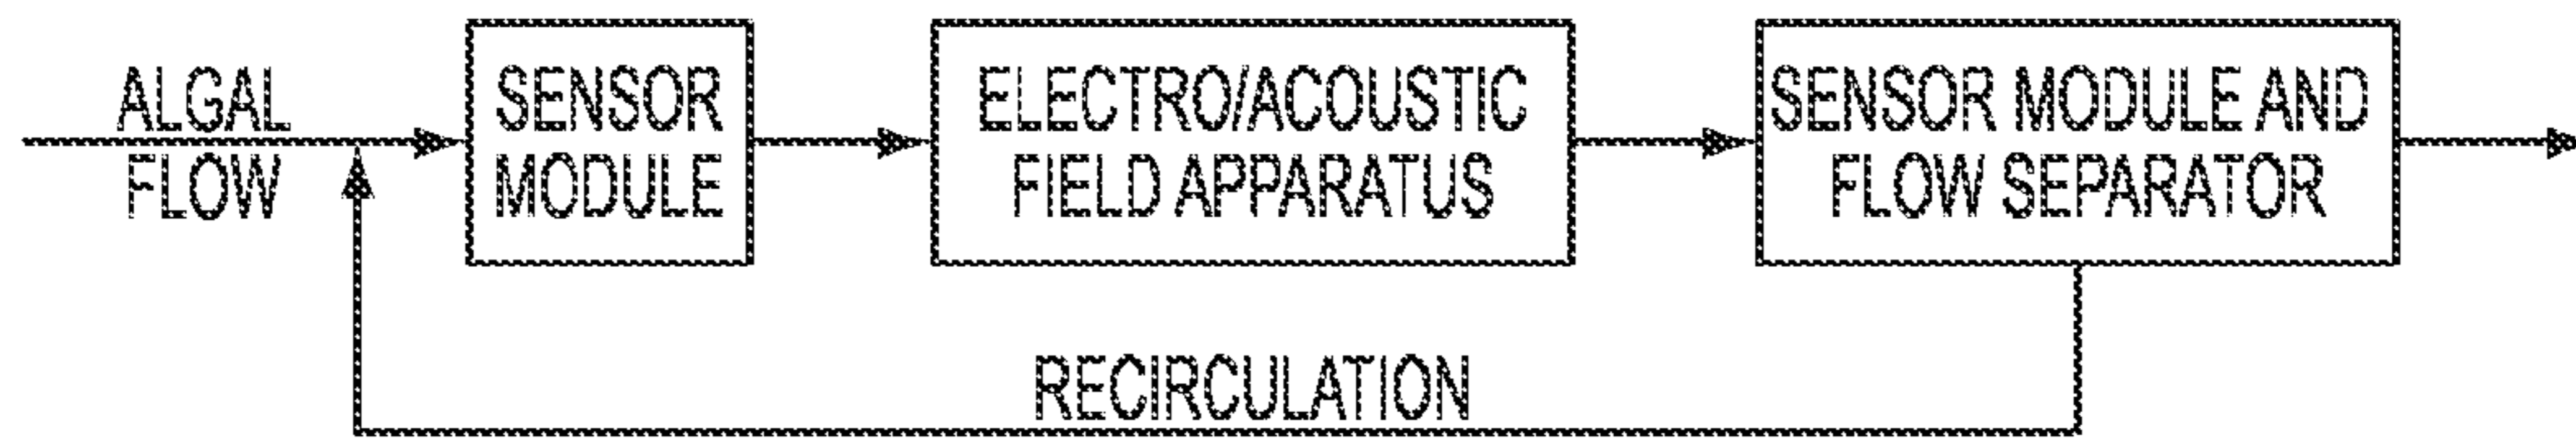 ALGAL
FLOW
SENSOR
MODULE
ELECTRO/ACOUSTIC
FIELD APPARATUS
SENSOR MODULE AND
FLOW SEPARATOR
RECIRCULATION